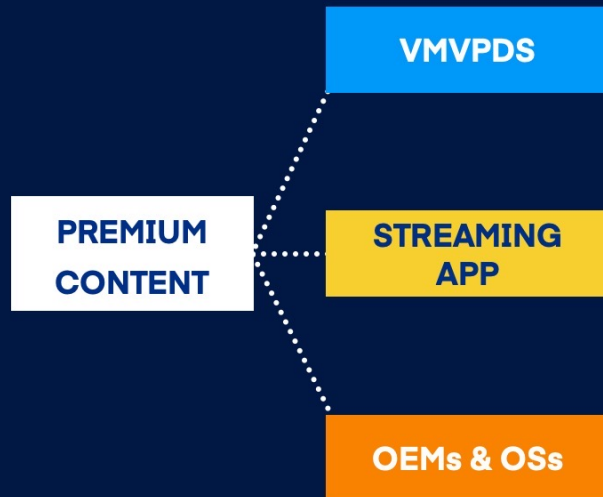 VMVPDS
PREMIUM
CONTENT
STREAMING
APP
OEMs & OSs